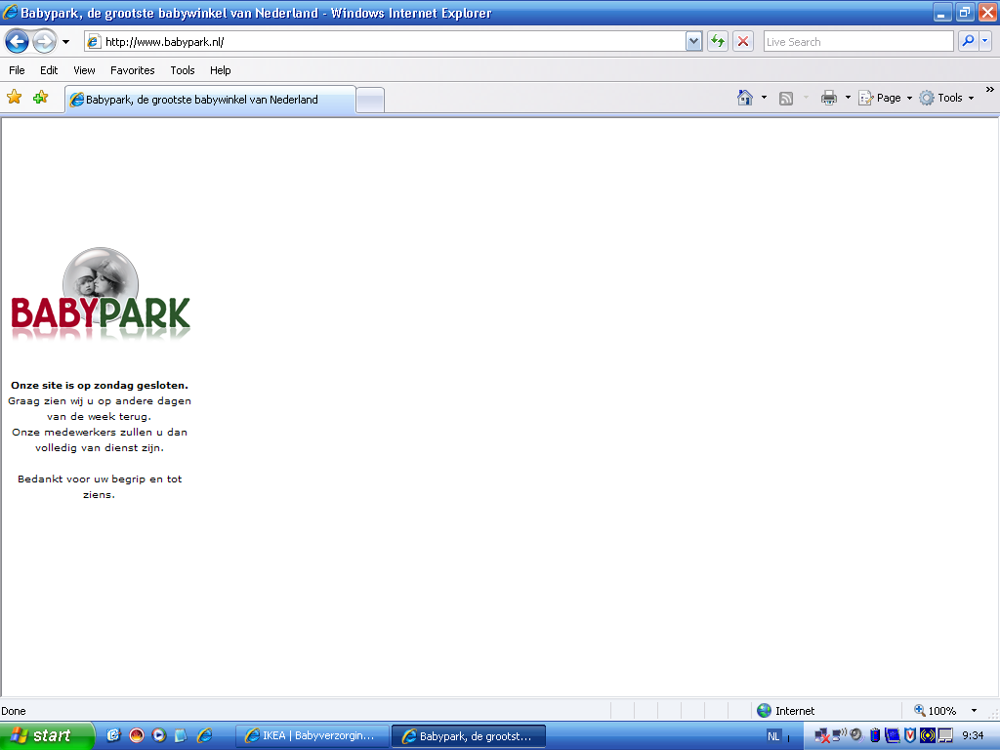 Babypark, de grootste babywinkel van Nederland - Windows Internet Explorer
http://www.babypark.nl/
Live Search
File Edit View Favorites Tools Help
Babypark, de grootste babywinkel van Nederland
Page Tools »
BABYPARK
Onze site is op zondag gesloten.
Graag zien wij u op andere dagen
van de week terug.
Onze medewerkers zullen u dan
volledig van dienst zijn.
Bedankt voor uw begrip en tot
ziens.
Done Internet 100%
start IKEA | Babyverzorgin... Babypark, de grootst... NL 9:34